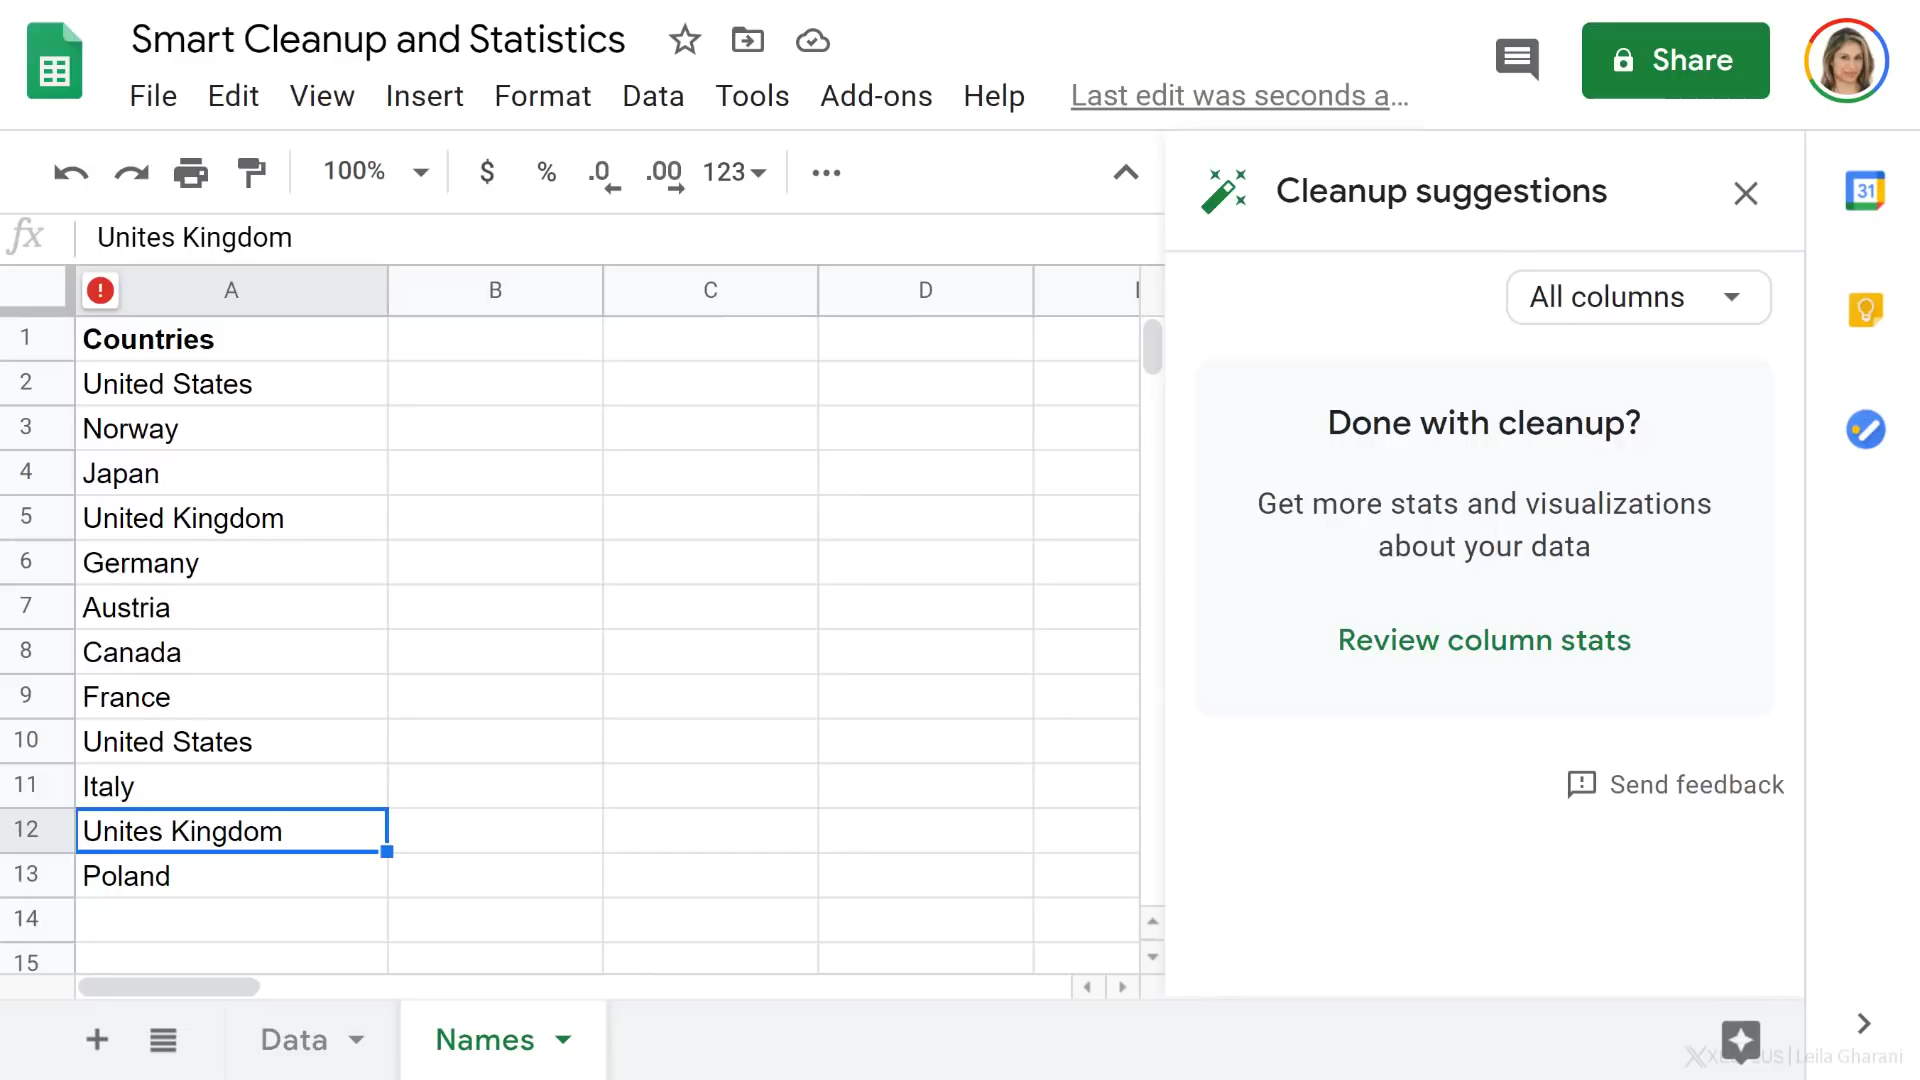 Smart Cleanup and Statistics
File Edit View Insert Format Data Tools Add-ons Help Last edit was seconds a...
Share
100% $ % .0 .00 123
Cleanup suggestions
31
fx Unites Kingdom
A B C D
All columns
1 Countries
2 United States
3 Norway
4 Japan
5 United Kingdom
6 Germany
7 Austria
8 Canada
9 France
10 United States
11 Italy
12 Unites Kingdom
13 Poland
14
15
Done with cleanup?
Get more stats and visualizations
about your data
Review column stats
Send feedback
Data Names
Leila Gharani